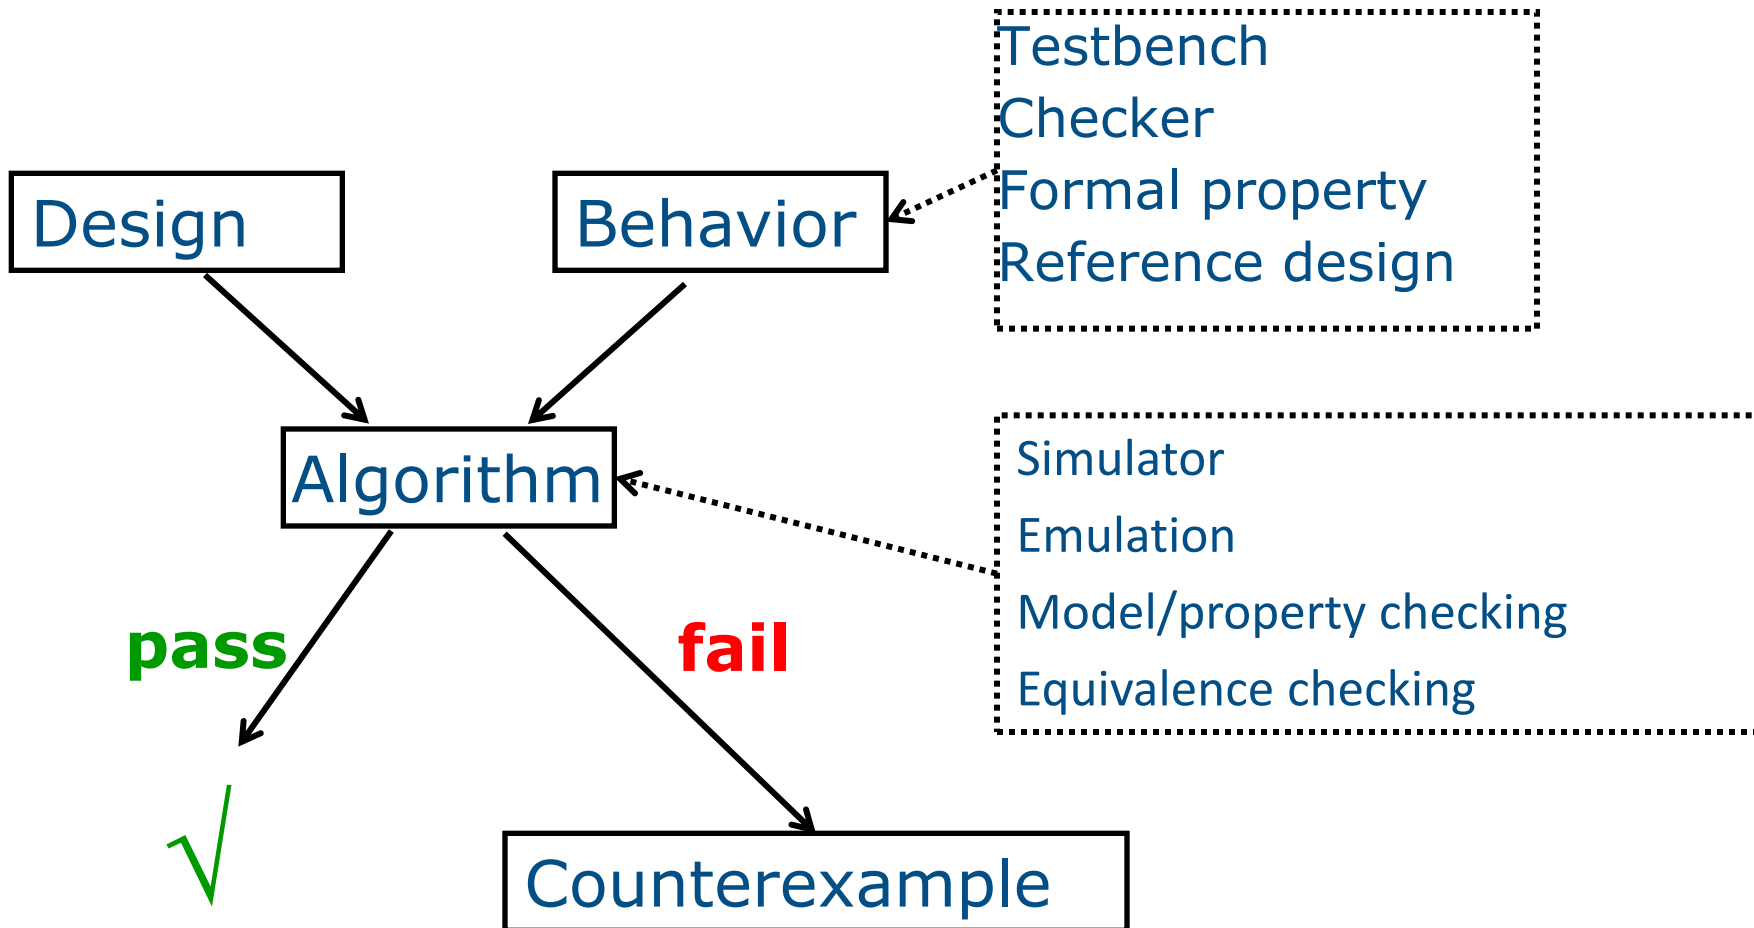 Testbench
Checker
Formal property
Reference design
Design
Behavior
Algorithm
Simulator
Emulation
Model/property checking
Equivalence checking
pass
fail
√
Counterexample